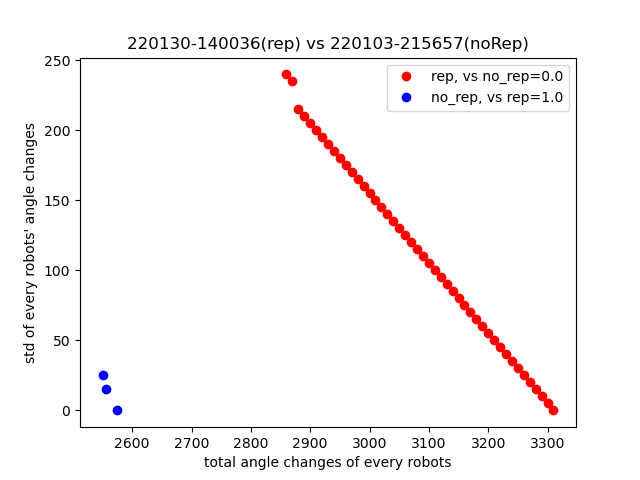 220130-140036(rep) vs 220103-215657(noRep)
rep, vs no_rep=0.0
no_rep, vs rep=1.0
std of every robots' angle changes
250
200
150
100
50
0
2600 2700 2800 2900 3000 3100 3200 3300
total angle changes of every robots